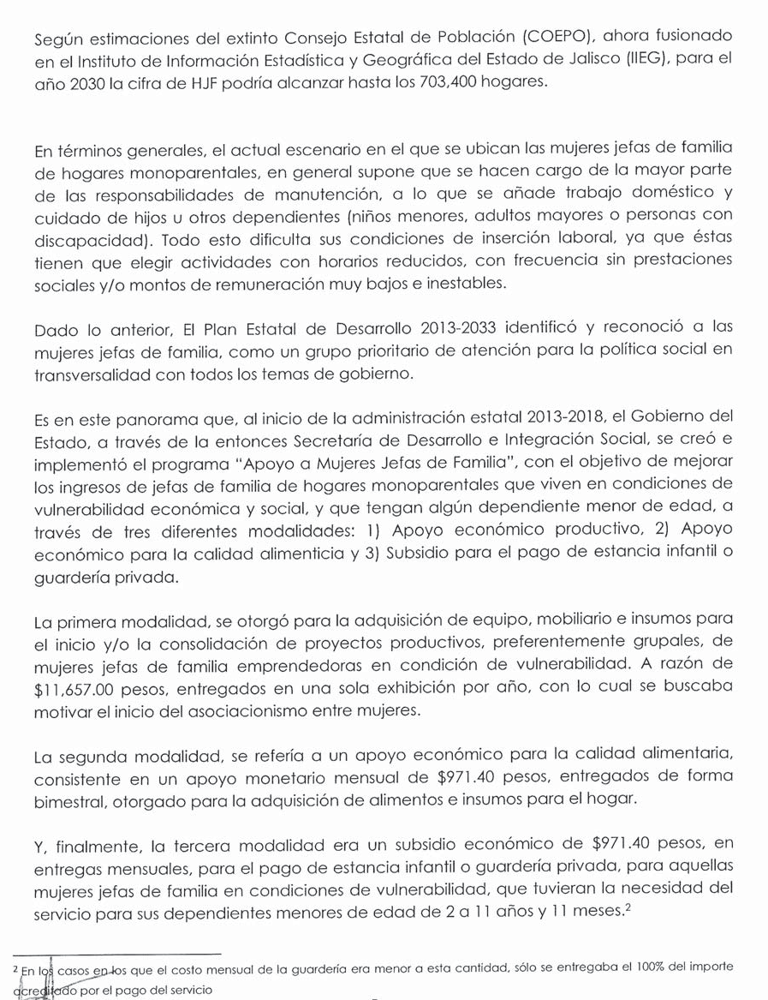 Según estimaciones del extinto Consejo Estatal de Población (COEPO), ahora fusionado
en el Instituto de Información Estadística y Geográfica del Estado de Jalisco (IIEG), para el
año 2030 la cifra de HJF podría alcanzar hasta los 703,400 hogares.
En términos generales, el actual escenario en el que se ubican las mujeres jefas de familia
de hogares monoparentales, en general supone que se hacen cargo de la mayor parte
de las responsabilidades de manutención, a lo que se añade trabajo doméstico y
cuidado de hijos u otros dependientes (niños menores, adultos mayores o personas con
discapacidad). Todo esto dificulta sus condiciones de inserción laboral, ya que éstas
tienen que elegir actividades con horarios reducidos, con frecuencia sin prestaciones
sociales y/o montos de remuneración muy bajos e inestables.
Dado lo anterior, El Plan Estatal de Desarrollo 2013-2033 identificó y reconoció a las
mujeres jefas de familia, como un grupo prioritario de atención para la política social en
transversalidad con todos los temas de gobierno.
Es en este panorama que, al inicio de la administración estatal 2013-2018, el Gobierno del
Estado, a través de la entonces Secretaría de Desarrollo e Integración Social, se creó e
implementó el programa "Apoyo a Mujeres Jefas de Familia", con el objetivo de mejorar
los ingresos de jefas de familia de hogares monoparentales que viven en condiciones de
vulnerabilidad económica y social, y que tengan algún dependiente menor de edad, a
través de tres diferentes modalidades: 1) Apoyo económico productivo, 2) Apoyo
económico para la calidad alimenticia y 3) Subsidio para el pago de estancia infantil o
guardería privada.
La primera modalidad, se otorgó para la adquisición de equipo, mobiliario e insumos para
el inicio y/o la consolidación de proyectos productivos, preferentemente grupales, de
mujeres jefas de familia emprendedoras en condición de vulnerabilidad. A razón de
$11,657.00 pesos, entregados en una sola exhibición por año, con lo cual se buscaba
motivar el inicio del asociacionismo entre mujeres.
La segunda modalidad, se refería a un apoyo económico para la calidad alimentaria,
consistente en un apoyo monetario mensual de $971.40 pesos, entregados de forma
bimestral, otorgado para la adquisición de alimentos e insumos para el hogar.
Y, finalmente, la tercera modalidad era un subsidio económico de $971.40 pesos, en
entregas mensuales, para el pago de estancia infantil o guardería privada, para aquellas
mujeres jefas de familia en condiciones de vulnerabilidad, que tuvieran la necesidad del
servicio para sus dependientes menores de edad de 2 a 11 años y 11 meses.²
² En los casos en los que el costo mensual de la guardería era menor a esta cantidad, sólo se entregaba el 100% del importe
acreditado por el pago del servicio